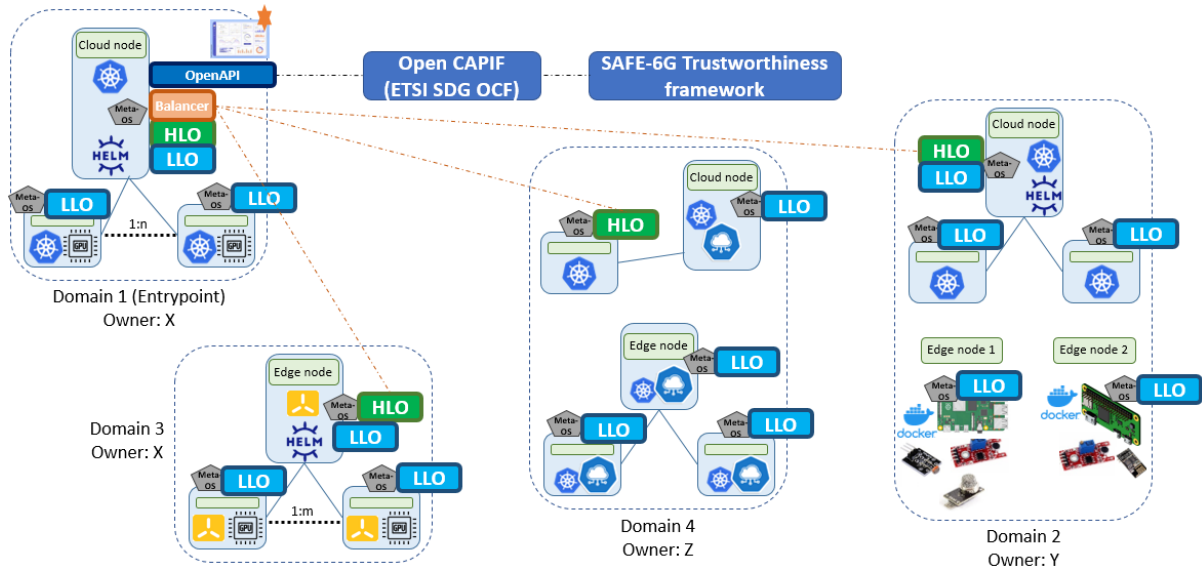 Cloud node
OpenAPI
Meta-
OS
Balancer
HLO
LLO
HELM
Meta-
OS
LLO
Meta-
OS
LLO
GPU
1:n
GPU
Domain 1 (Entrypoint)
Owner: X
Open CAPIF
(ETSI SDG OCF)
SAFE-6G Trustworthiness
framework
Edge node
Meta-
OS
HLO
LLO
HELM
Domain 3
Owner: X
Meta-
OS
LLO
Meta-
OS
LLO
GPU
1:m
GPU
Cloud node
Meta-
OS
LLO
Meta-
OS
HLO
Edge node
Meta-
OS
LLO
Meta-
OS
LLO
Meta-
OS
LLO
Domain 4
Owner: Z
Cloud node
HLO
LLO
Meta-
OS
HELM
Meta-
OS
LLO
Meta-
OS
LLO
Edge node 1
Edge node 2
Meta-
OS
LLO
Meta-
OS
LLO
docker
docker
Domain 2
Owner: Y